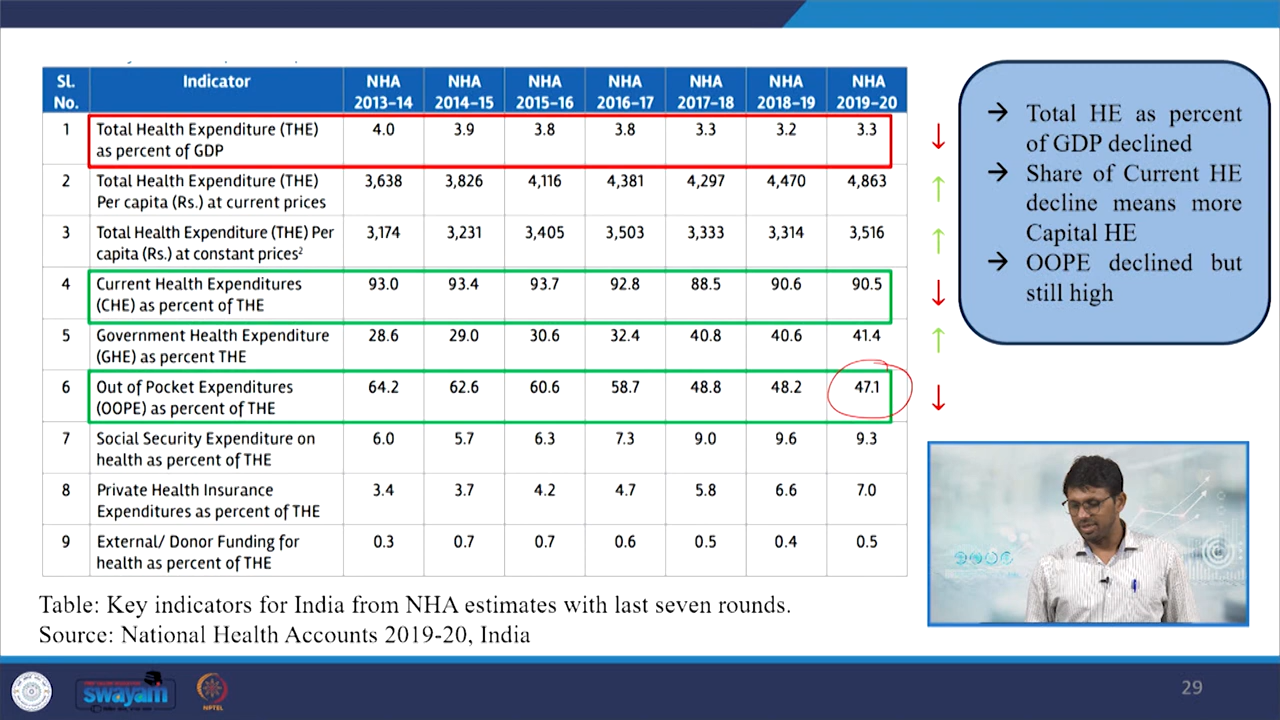 Sl. No. Indicator NHA 2013–14 NHA 2014–15 NHA 2015–16 NHA 2016–17 NHA 2017–18 NHA 2018–19 NHA 2019–20
1 Total Health Expenditure (THE) as percent of GDP 4.0 3.9 3.8 3.8 3.3 3.2 3.3
2 Total Health Expenditure (THE) Per capita (Rs.) at current prices 3,638 3,826 4,116 4,381 4,297 4,470 4,863
3 Total Health Expenditure (THE) Per capita (Rs.) at constant prices² 3,174 3,231 3,405 3,503 3,333 3,314 3,516
4 Current Health Expenditures (CHE) as percent of THE 93.0 93.4 93.7 92.8 88.5 90.6 90.5
5 Government Health Expenditure (GHE) as percent THE 28.6 29.0 30.6 32.4 40.8 40.6 41.4
6 Out of Pocket Expenditures (OOPE) as percent of THE 64.2 62.6 60.6 58.7 48.8 48.2 47.1
7 Social Security Expenditure on health as percent of THE 6.0 5.7 6.3 7.3 9.0 9.6 9.3
8 Private Health Insurance Expenditures as percent of THE 3.4 3.7 4.2 4.7 5.8 6.6 7.0
9 External/ Donor Funding for health as percent of THE 0.3 0.7 0.7 0.6 0.5 0.4 0.5
→ Total HE as percent
of GDP declined
→ Share of Current HE
decline means more
Capital HE
→ OOPE declined but
still high
Table: Key indicators for India from NHA estimates with last seven rounds.
Source: National Health Accounts 2019-20, India
swayam
NPTEL
29